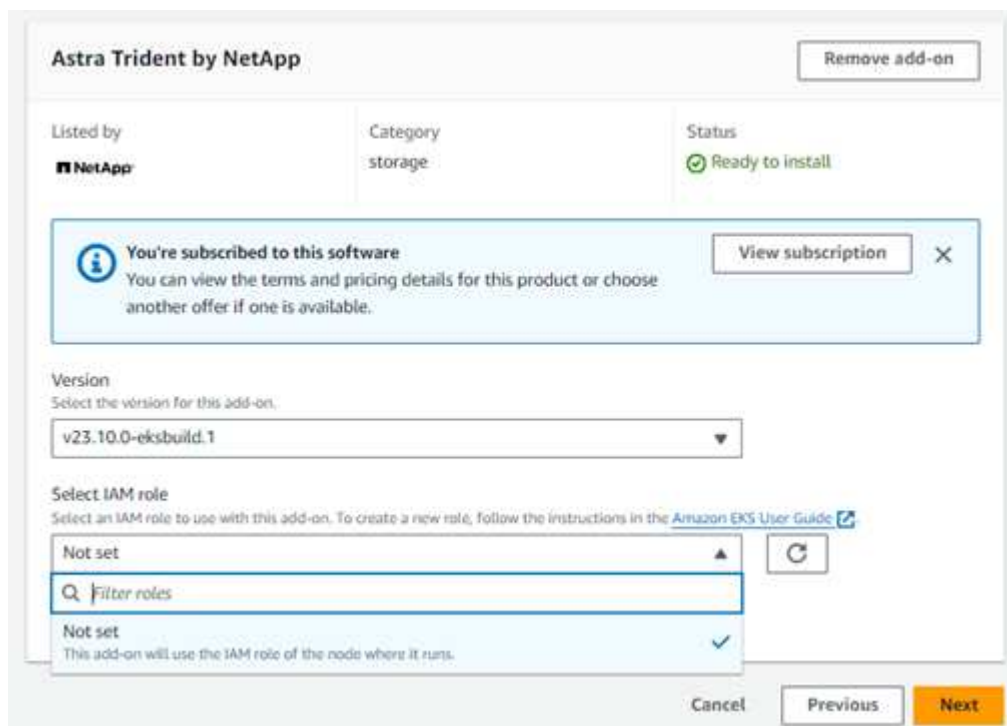 Astra Trident by NetApp
Remove add-on
Listed by
NetApp
Category
storage
Status
Ready to install
You're subscribed to this software
You can view the terms and pricing details for this product or choose
another offer if one is available.
View subscription
Version
Select the version for this add-on.
v23.10.0-eksbuild.1
Select IAM role
Select an IAM role to use with this add-on. To create a new role, follow the instructions in the Amazon EKS User Guide.
Not set
Filter roles
Not set
This add-on will use the IAM role of the node where it runs.
Cancel
Previous
Next